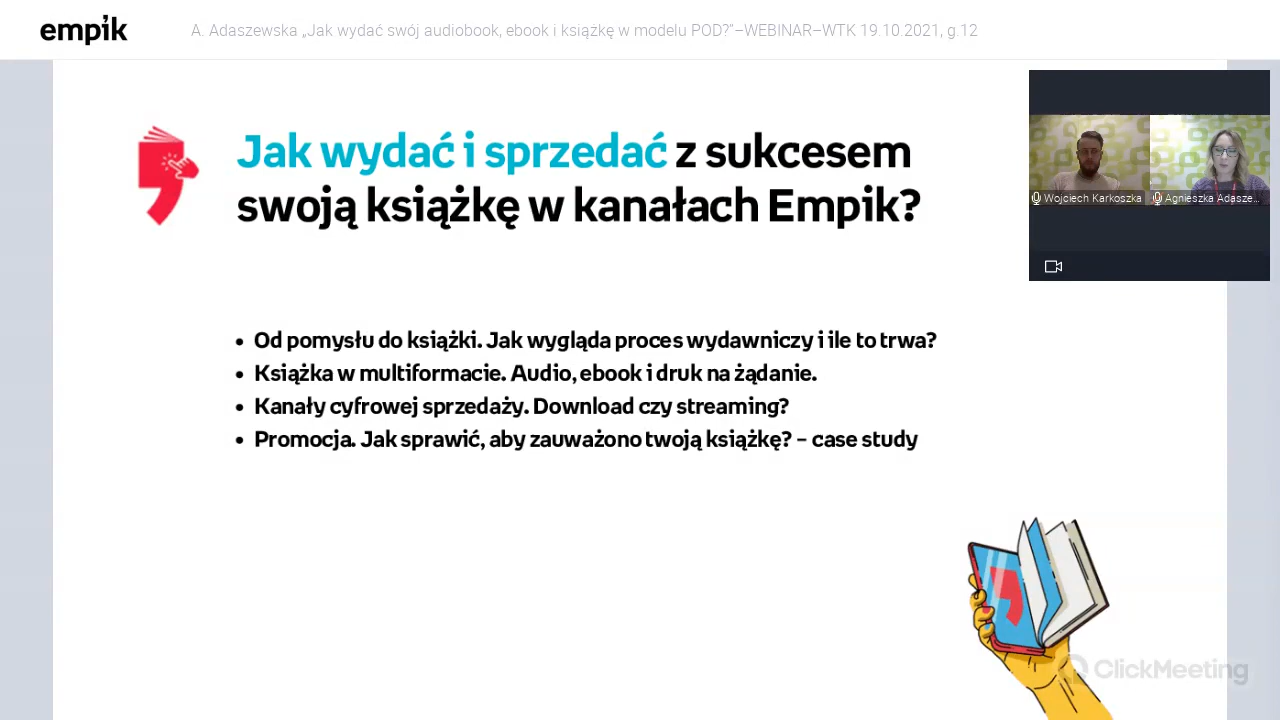 empik
A. Adaszewska „Jak wydać swój audiobook, ebook i książkę w modelu POD?”–WEBINAR–WTK 19.10.2021, g.12
Jak wydać i sprzedać z sukcesem
swoją książkę w kanałach Empik?
Wojciech Karkoszka
Agnieszka Adasze...
• Od pomysłu do książki. Jak wygląda proces wydawniczy i ile to trwa?
• Książka w multiformacie. Audio, ebook i druk na żądanie.
• Kanały cyfrowej sprzedaży. Download czy streaming?
• Promocja. Jak sprawić, aby zauważono twoją książkę? – case study
ClickMeeting